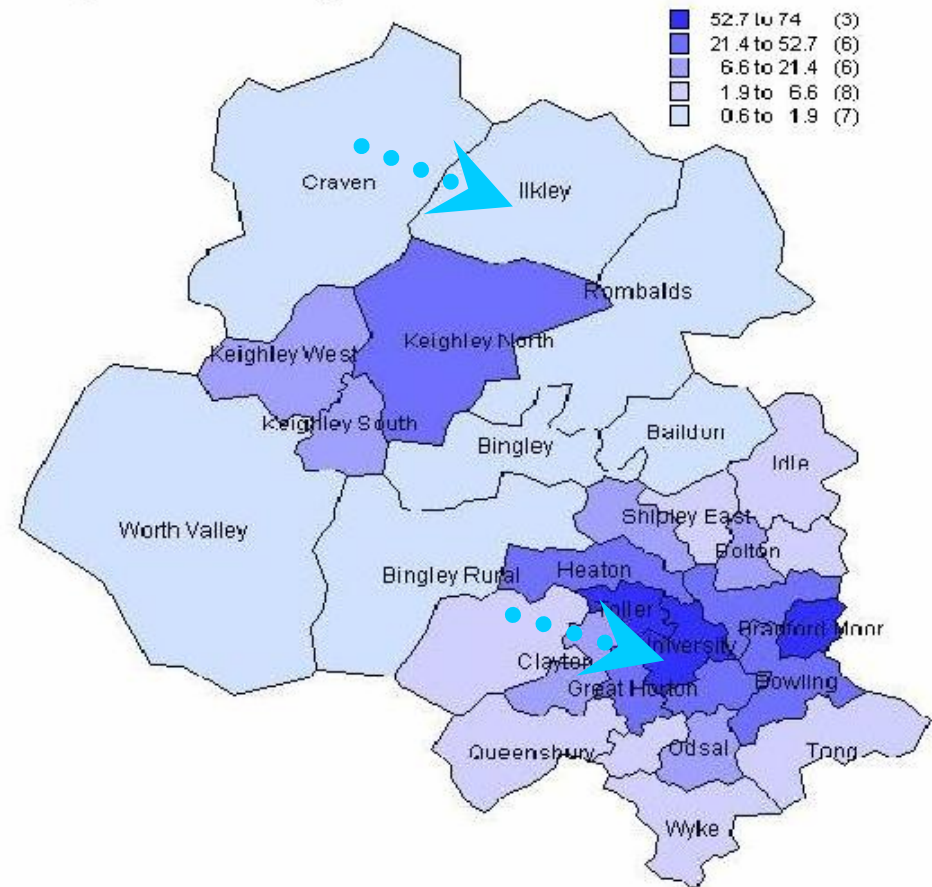 52.7 to 74 (3)
21.4 to 52.7 (6)
6.6 to 21.4 (6)
1.9 to 6.6 (8)
0.6 to 1.9 (7)
Craven
Ilkley
Rombalds
Keighley North
Keighley West
Keighley South
Bingley
Baildon
Idle
Worth Valley
Shipley East
Bolton
Bingley Rural
Heaton
Toller
Bradford Moor
University
Clayton
Great Horton
Bowling
Queensbury
Odsal
Tong
Wyke